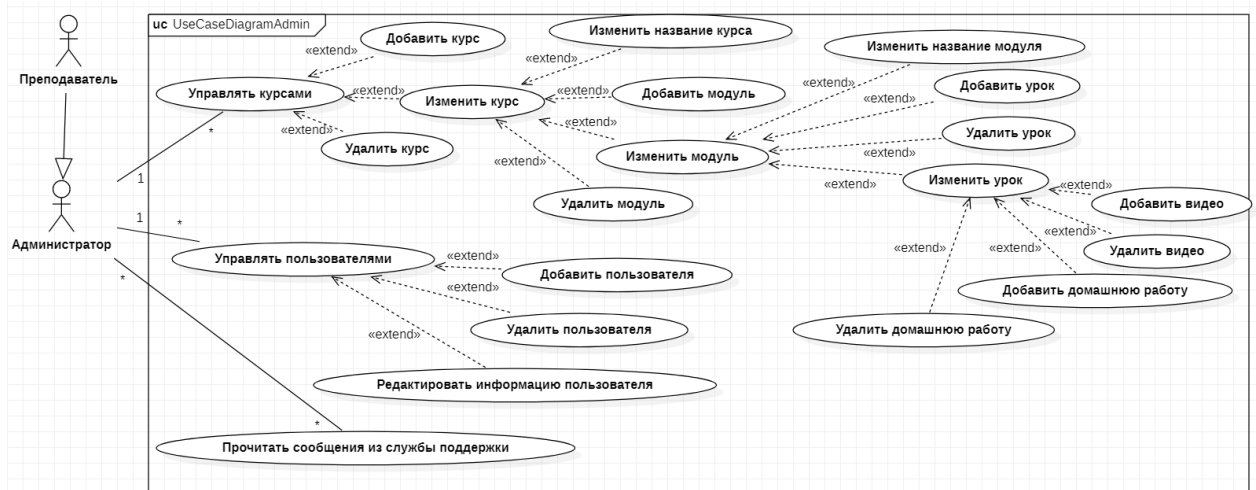 uc UseCaseDiagramAdmin
Преподаватель
Администратор
Добавить курс
Изменить название курса
Изменить название модуля
«extend»
«extend»
«extend»
Управлять курсами
«extend»
Изменить курс
«extend»
Добавить модуль
«extend»
Добавить урок
*
«extend»
«extend»
Удалить урок
Удалить курс
«extend»
Изменить модуль
«extend»
1
«extend»
Изменить урок
«extend»
Удалить модуль
Добавить видео
1
*
«extend»
«extend»
«extend»
Удалить видео
Управлять пользователями
«extend»
Добавить пользователя
Добавить домашнюю работу
*
«extend»
Удалить пользователя
Удалить домашнюю работу
«extend»
Редактировать информацию пользователя
*
Прочитать сообщения из службы поддержки